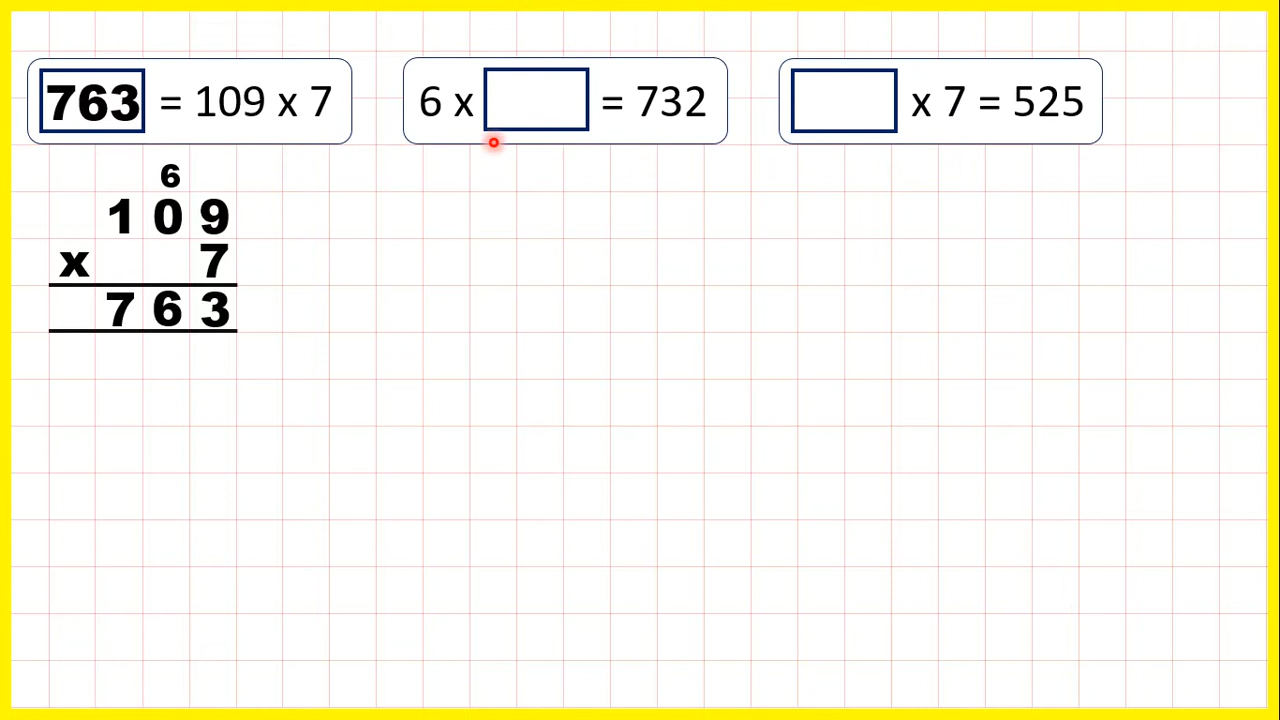 763 = 109 x 7
6 x = 732
x 7 = 525
6
1 0 9
x 7
7 6 3